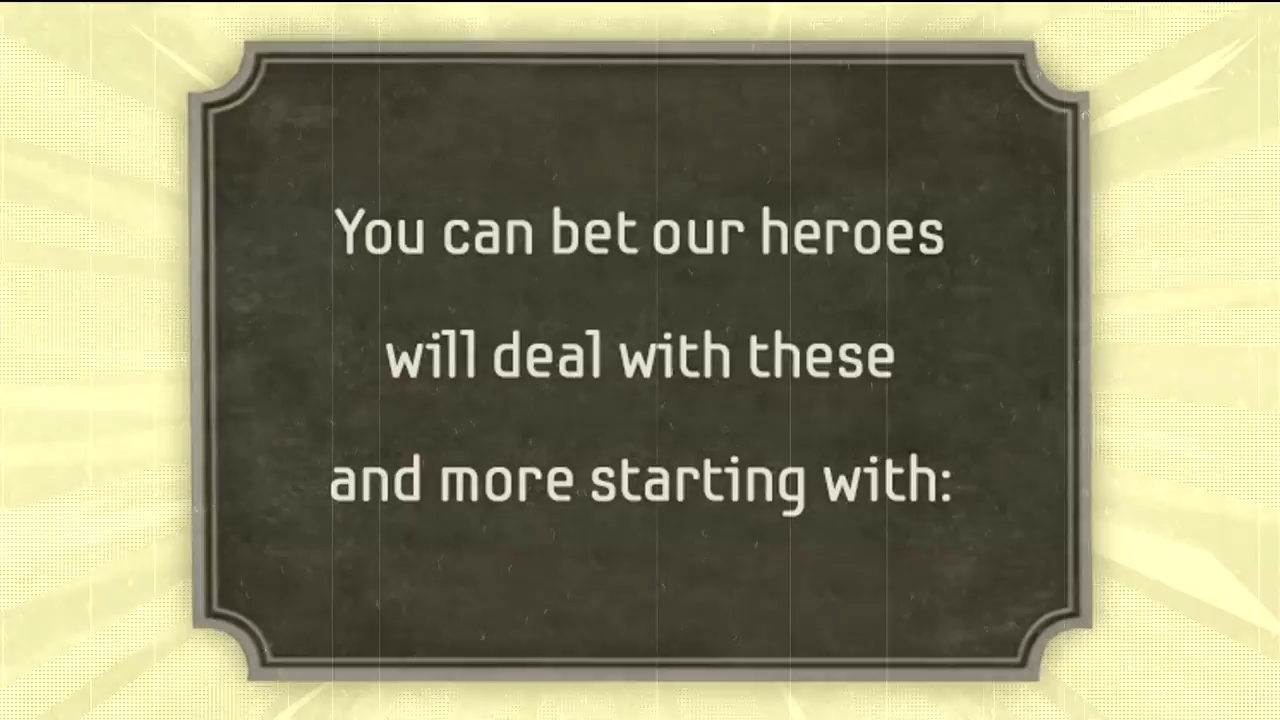 You can bet our heroes
will deal with these
and more starting with: